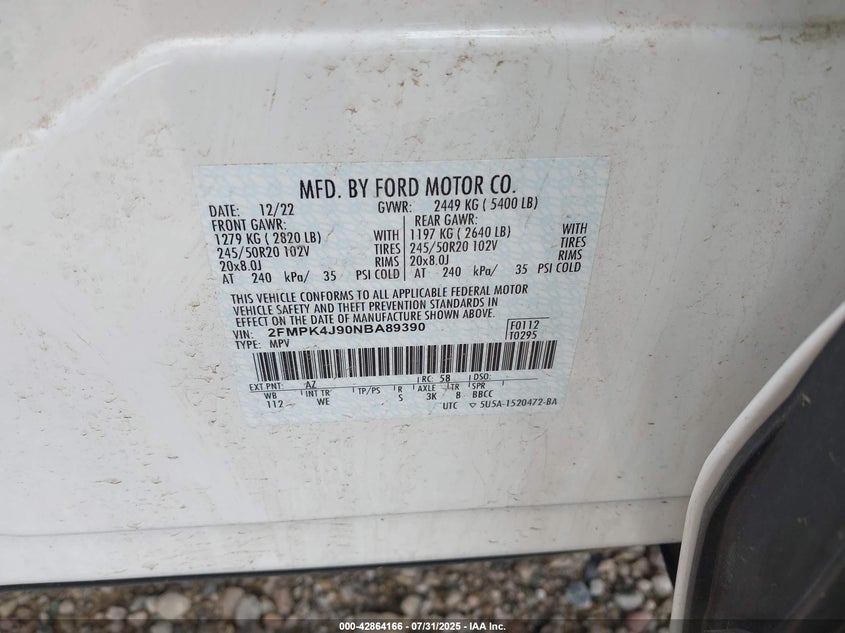 MFD. BY FORD MOTOR CO.
DATE: 12/22 GVWR: 2449 KG ( 5400 LB)
FRONT GAWR: REAR GAWR:
1279 KG ( 2820 LB) WITH 1197 KG ( 2640 LB) WITH
245/50R20 102V TIRES 245/50R20 102V TIRES
20x8.0J RIMS 20x8.0J RIMS
AT 240 kPa/ 35 PSI COLD AT 240 kPa/ 35 PSI COLD
THIS VEHICLE CONFORMS TO ALL APPLICABLE FEDERAL MOTOR
VEHICLE SAFETY AND THEFT PREVENTION STANDARDS IN
EFFECT ON THE DATE OF MANUFACTURE SHOWN ABOVE.
VIN: 2FMPK4J90NBA89390 F0112
TYPE: MPV T0295
EXT PNT: AZ RC: 58 DSO:
WB INT TR TP/PS R AXLE TR SPR
112 WE S 3K B BBCC
UTC ▽ 5U5A-1520472-BA
000-42864166 - 07/31/2025 - IAA Inc.